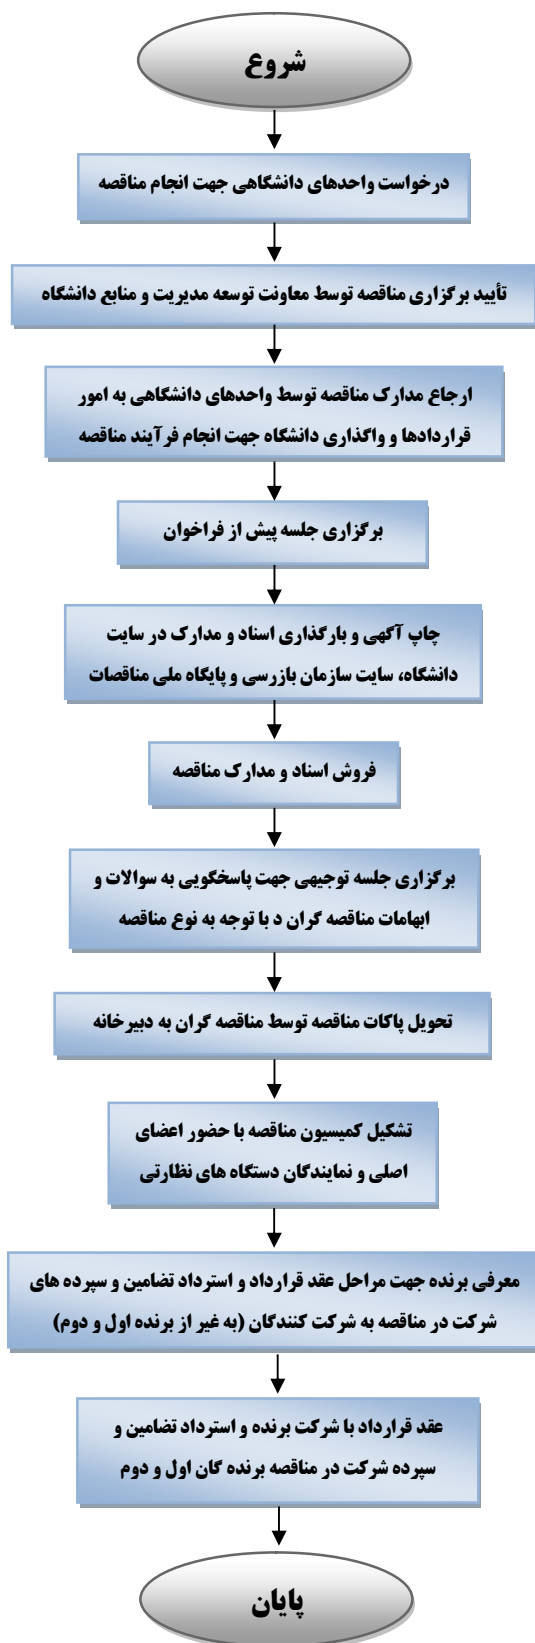 شروع
درخواست واحدهای دانشگاهی جهت انجام مناقصه
تأیید برگزاری مناقصه توسط معاونت توسعه مدیریت و منابع دانشگاه
ارجاع مدارک مناقصه توسط واحدهای دانشگاهی به امور
قراردادها و واگذاری دانشگاه جهت انجام فرآیند مناقصه
برگزاری جلسه پیش از فراخوان
چاپ آگهی و بارگذاری اسناد و مدارک در سایت
دانشگاه، سایت سازمان بازرسی و پایگاه ملی مناقصات
فروش اسناد و مدارک مناقصه
برگزاری جلسه توجیهی جهت پاسخگویی به سوالات و
ابهامات مناقصه گران د با توجه به نوع مناقصه
تحویل پاکات مناقصه توسط مناقصه گران به دبیرخانه
تشکیل کمیسیون مناقصه با حضور اعضای
اصلی و نمایندگان دستگاه های نظارتی
معرفی برنده جهت مراحل عقد قرارداد و استرداد تضامین و سپرده های
شرکت در مناقصه به شرکت کنندگان (به غیر از برنده اول و دوم)
عقد قرارداد با شرکت برنده و استرداد تضامین و
سپرده شرکت در مناقصه برنده گان اول و دوم
پایان